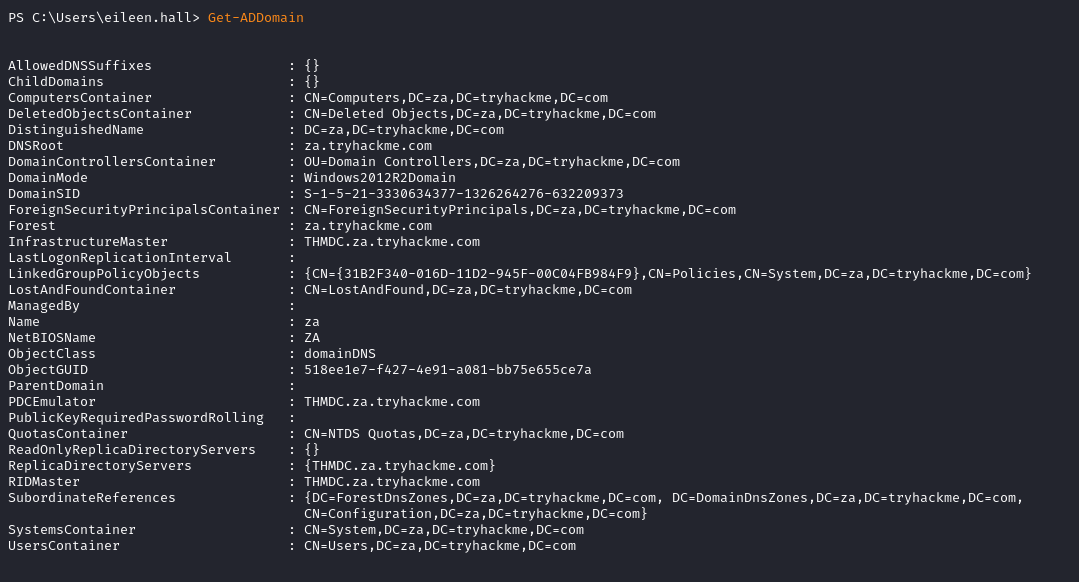 PS C:\Users\eileen.hall> Get-ADDomain
AllowedDNSSuffixes                 : {}
ChildDomains                       : {}
ComputersContainer                 : CN=Computers,DC=za,DC=tryhackme,DC=com
DeletedObjectsContainer            : CN=Deleted Objects,DC=za,DC=tryhackme,DC=com
DistinguishedName                  : DC=za,DC=tryhackme,DC=com
DNSRoot                            : za.tryhackme.com
DomainControllersContainer         : OU=Domain Controllers,DC=za,DC=tryhackme,DC=com
DomainMode                         : Windows2012R2Domain
DomainSID                          : S-1-5-21-3330634377-1326264276-632209373
ForeignSecurityPrincipalsContainer : CN=ForeignSecurityPrincipals,DC=za,DC=tryhackme,DC=com
Forest                             : za.tryhackme.com
InfrastructureMaster               : THMDC.za.tryhackme.com
LastLogonReplicationInterval       :
LinkedGroupPolicyObjects           : {CN={31B2F340-016D-11D2-945F-00C04FB984F9},CN=Policies,CN=System,DC=za,DC=tryhackme,DC=com}
LostAndFoundContainer              : CN=LostAndFound,DC=za,DC=tryhackme,DC=com
ManagedBy                          :
Name                               : za
NetBIOSName                        : ZA
ObjectClass                        : domainDNS
ObjectGUID                         : 518ee1e7-f427-4e91-a081-bb75e655ce7a
ParentDomain                       :
PDCEmulator                        : THMDC.za.tryhackme.com
PublicKeyRequiredPasswordRolling   :
QuotasContainer                    : CN=NTDS Quotas,DC=za,DC=tryhackme,DC=com
ReadOnlyReplicaDirectoryServers    : {}
ReplicaDirectoryServers            : {THMDC.za.tryhackme.com}
RIDMaster                          : THMDC.za.tryhackme.com
SubordinateReferences              : {DC=ForestDnsZones,DC=za,DC=tryhackme,DC=com, DC=DomainDnsZones,DC=za,DC=tryhackme,DC=com,
                                     CN=Configuration,DC=za,DC=tryhackme,DC=com}
SystemsContainer                   : CN=System,DC=za,DC=tryhackme,DC=com
UsersContainer                     : CN=Users,DC=za,DC=tryhackme,DC=com